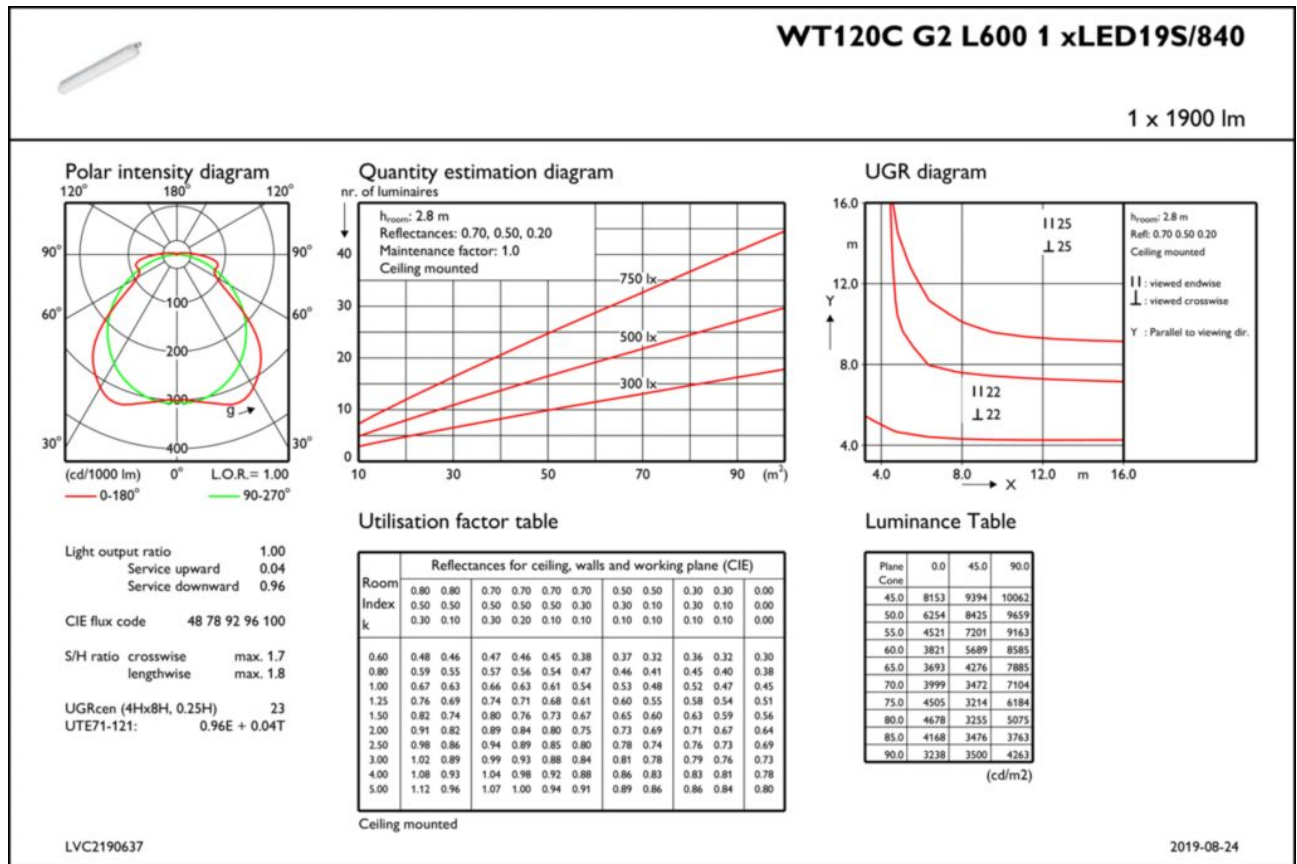 WT120C G2 L600 1 xLED19S/840
1 x 1900 lm
Polar intensity diagram
120° 180° 120°
90° 90°
60° 60°
30° 30°
100
200
300
400
g
(cd/1000 lm) 0° L.O.R.= 1.00
0-180° 90-270°
Light output ratio 1.00
Service upward 0.04
Service downward 0.96
CIE flux code 48 78 92 96 100
S/H ratio crosswise max. 1.7
lengthwise max. 1.8
UGRcen (4Hx8H, 0.25H) 23
UTE71-121: 0.96E + 0.04T
Quantity estimation diagram
nr. of luminaires
hroom: 2.8 m
Reflectances: 0.70, 0.50, 0.20
Maintenance factor: 1.0
Ceiling mounted
40
30
20
10
0
750 lx
500 lx
300 lx
10 30 50 70 90 (m²)
UGR diagram
16.0
m
12.0
Y
8.0
4.0
|| 25
⊥ 25
|| 22
⊥ 22
4.0 8.0 12.0 m 16.0
X
hroom: 2.8 m
Refl: 0.70 0.50 0.20
Ceiling mounted
|| : viewed endwise
⊥ : viewed crosswise
Y : Parallel to viewing dir.
Utilisation factor table
Room Index k
Reflectances for ceiling, walls and working plane (CIE)
0.80 0.80 0.70 0.70 0.70 0.70 0.50 0.50 0.30 0.30 0.00
0.50 0.50 0.50 0.50 0.50 0.30 0.30 0.10 0.30 0.10 0.00
0.30 0.10 0.30 0.20 0.10 0.10 0.10 0.10 0.10 0.10 0.00
0.60 0.48 0.46 0.47 0.46 0.45 0.38 0.37 0.32 0.36 0.32 0.30
0.80 0.59 0.55 0.57 0.56 0.54 0.47 0.46 0.41 0.45 0.40 0.38
1.00 0.67 0.63 0.66 0.63 0.61 0.54 0.53 0.48 0.52 0.47 0.45
1.25 0.76 0.69 0.74 0.71 0.68 0.61 0.60 0.55 0.58 0.54 0.51
1.50 0.82 0.74 0.80 0.76 0.73 0.67 0.65 0.60 0.63 0.59 0.56
2.00 0.91 0.82 0.89 0.84 0.80 0.75 0.73 0.69 0.71 0.67 0.64
2.50 0.98 0.86 0.94 0.89 0.85 0.80 0.78 0.74 0.76 0.73 0.69
3.00 1.02 0.89 0.99 0.93 0.88 0.84 0.81 0.78 0.79 0.76 0.73
4.00 1.08 0.93 1.04 0.98 0.92 0.88 0.86 0.83 0.83 0.81 0.78
5.00 1.12 0.96 1.07 1.00 0.94 0.91 0.89 0.86 0.86 0.84 0.80
Ceiling mounted
Luminance Table
Plane 0.0 45.0 90.0
Cone
45.0 8153 9394 10062
50.0 6254 8425 9659
55.0 4521 7201 9163
60.0 3821 5689 8585
65.0 3693 4276 7885
70.0 3999 3472 7104
75.0 4505 3214 6184
80.0 4678 3255 5075
85.0 4168 3476 3763
90.0 3238 3500 4263
(cd/m2)
LVC2190637
2019-08-24